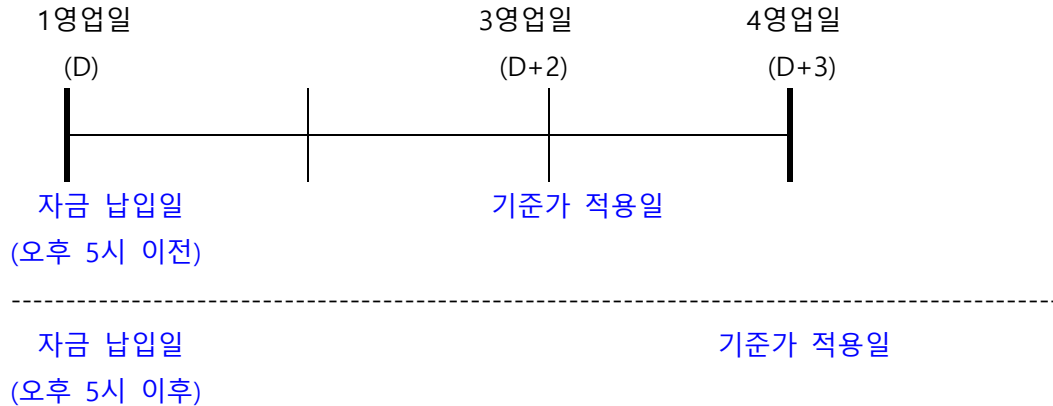 1영업일 3영업일 4영업일
(D) (D+2) (D+3)
자금 납입일 기준가 적용일
(오후 5시 이전)
자금 납입일 기준가 적용일
(오후 5시 이후)